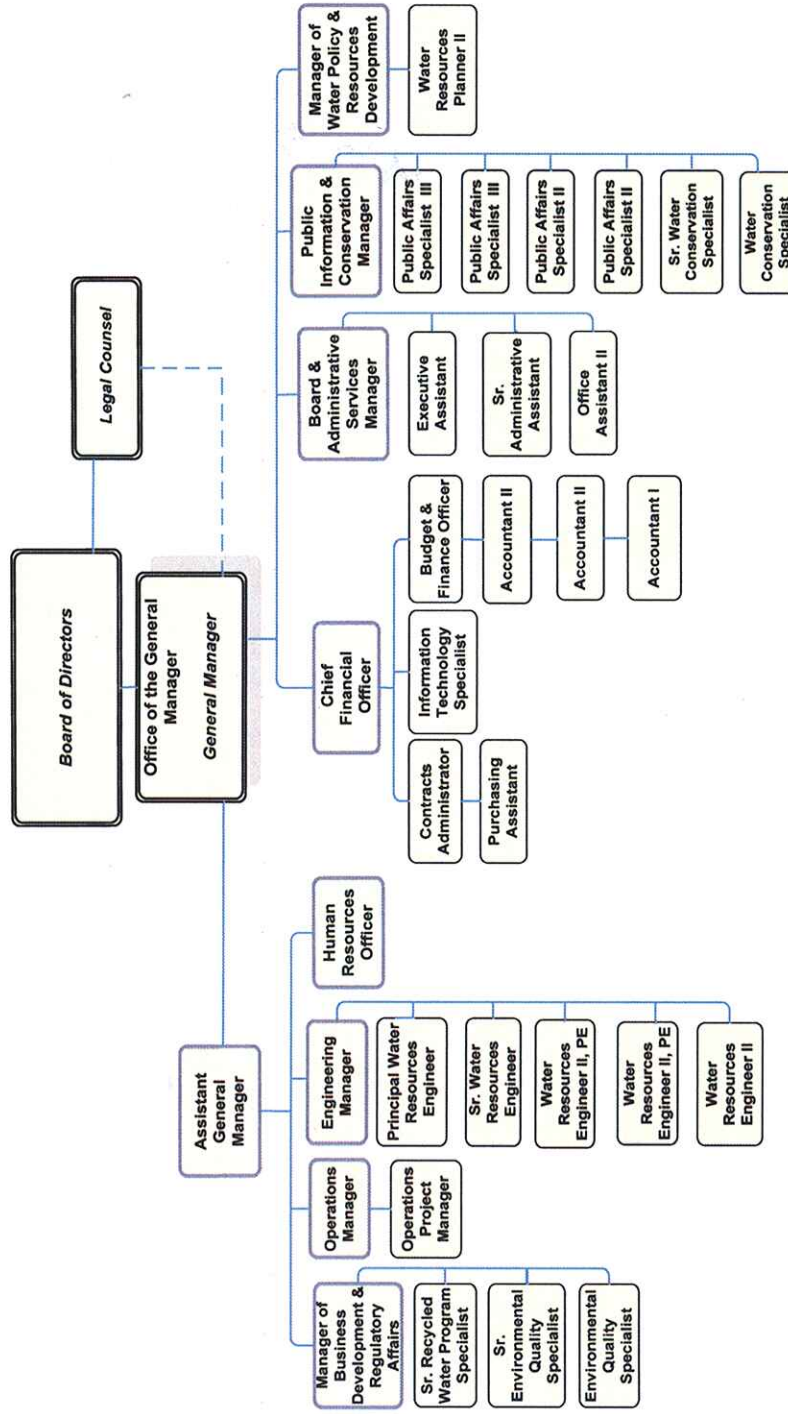 Board of Directors
Legal Counsel
Office of the General
Manager
General Manager
Assistant
General
Manager
Manager of
Business
Development &
Regulatory
Affairs
Sr. Recycled
Water Program
Specialist
Sr.
Environmental
Quality
Specialist
Environmental
Quality
Specialist
Operations
Manager
Operations
Project
Manager
Engineering
Manager
Principal Water
Resources
Engineer
Sr. Water
Resources
Engineer
Water
Resources
Engineer II, PE
Water
Resources
Engineer II, PE
Water
Resources
Engineer II
Human
Resources
Officer
Chief
Financial
Officer
Contracts
Administrator
Purchasing
Assistant
Information
Technology
Specialist
Budget &
Finance Officer
Accountant II
Accountant II
Accountant I
Board &
Administrative
Services
Manager
Executive
Assistant
Sr.
Administrative
Assistant
Office
Assistant II
Public
Information &
Conservation
Manager
Public Affairs
Specialist III
Public Affairs
Specialist III
Public Affairs
Specialist II
Public Affairs
Specialist II
Sr. Water
Conservation
Specialist
Water
Conservation
Specialist
Manager of
Water Policy &
Resources
Development
Water
Resources
Planner II